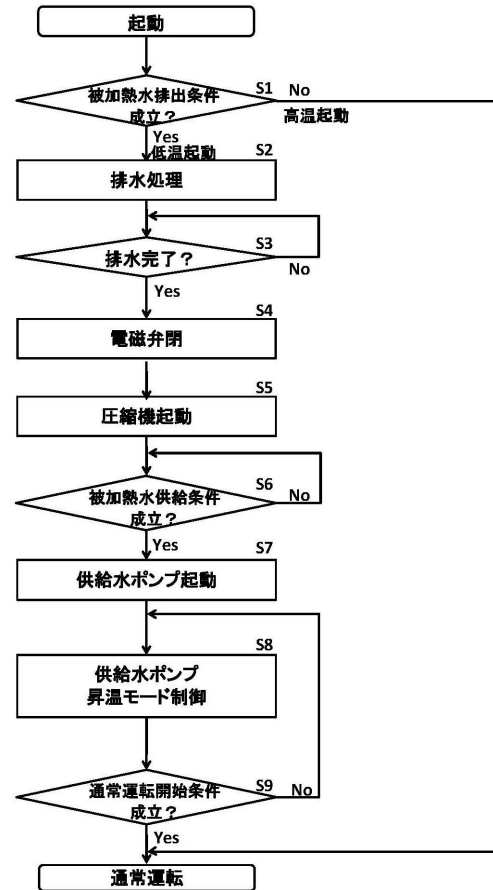 起動
S1
No
被加熱水排出条件
成立？
高温起動
Yes
低温起動
S2
排水処理
S3
排水完了？
No
Yes
S4
電磁弁閉
S5
圧縮機起動
S6
被加熱水供給条件
成立？
No
Yes
S7
供給水ポンプ起動
S8
供給水ポンプ
昇温モード制御
S9
通常運転開始条件
成立？
No
Yes
通常運転